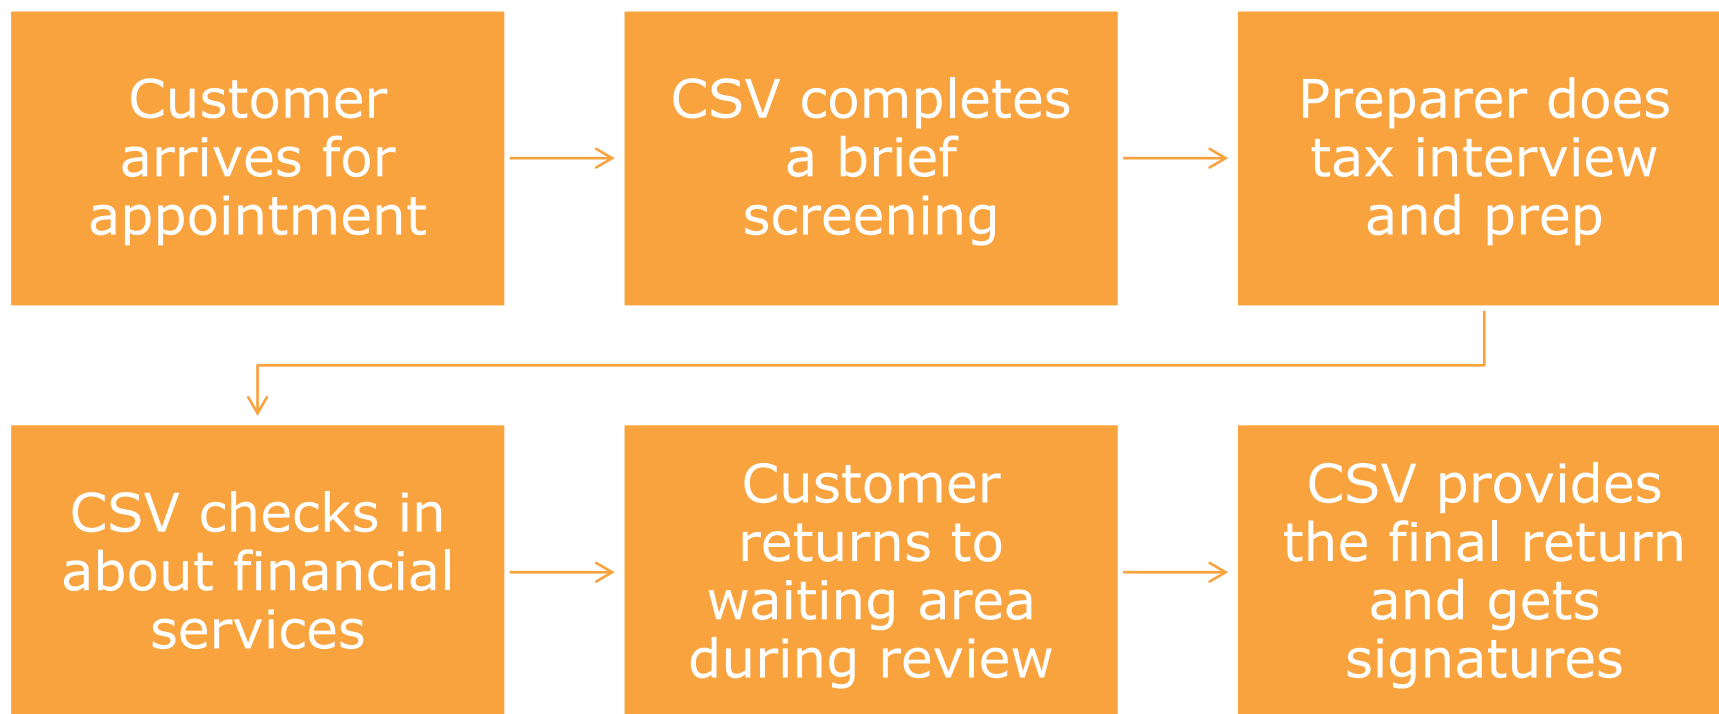 Customer
arrives for
appointment
CSV completes
a brief
screening
Preparer does
tax interview
and prep
CSV checks in
about financial
services
Customer
returns to
waiting area
during review
CSV provides
the final return
and gets
signatures